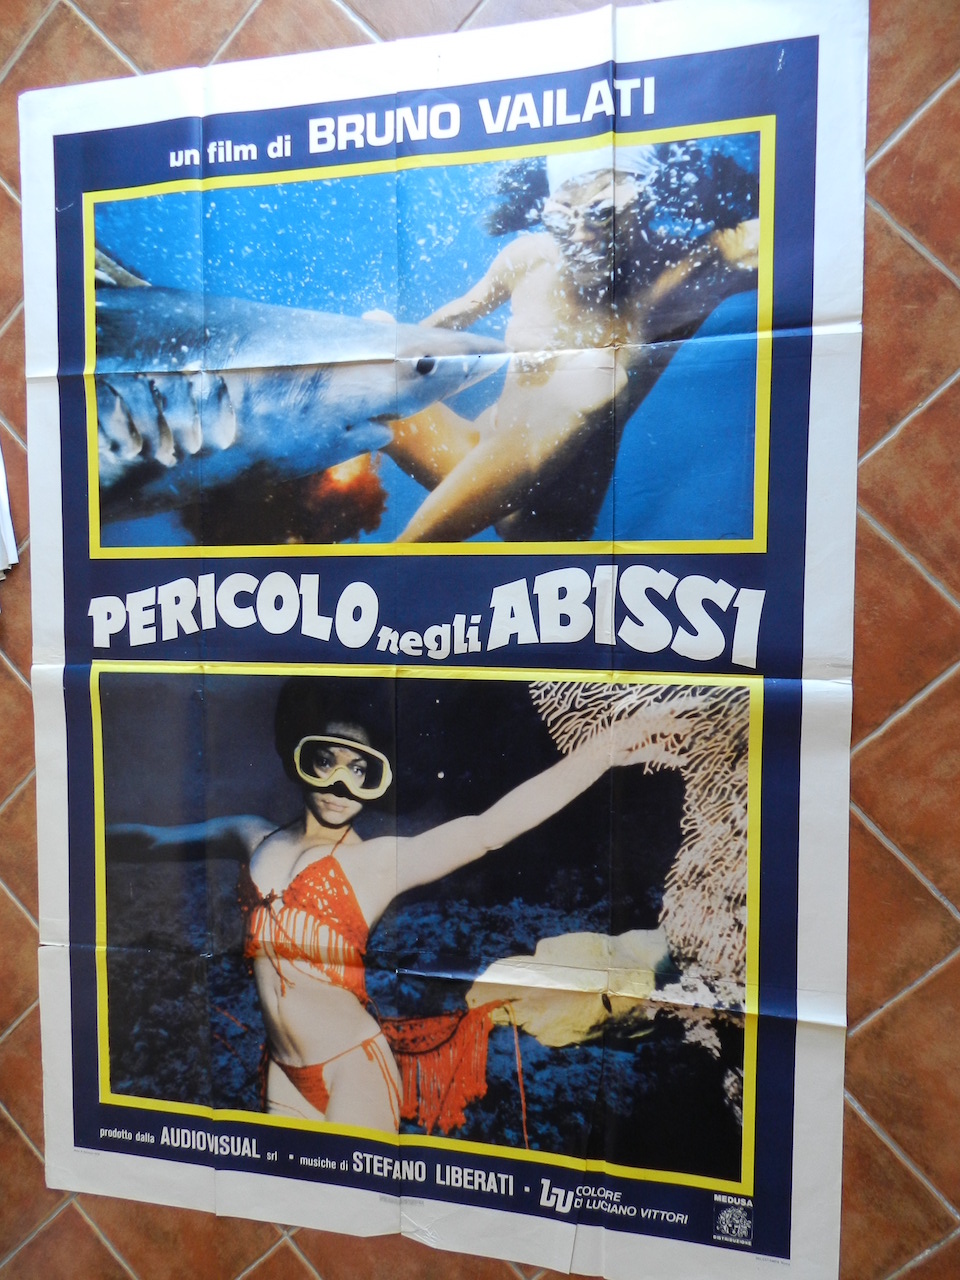 un film di BRUNO VAILATI
PERICOLO negli ABISSI
prodotto dalla AUDIOVISUAL srl • musiche di STEFANO LIBERATI • LV COLORE DI LUCIANO VITTORI
MEDUSA
DISTRIBUZIONE